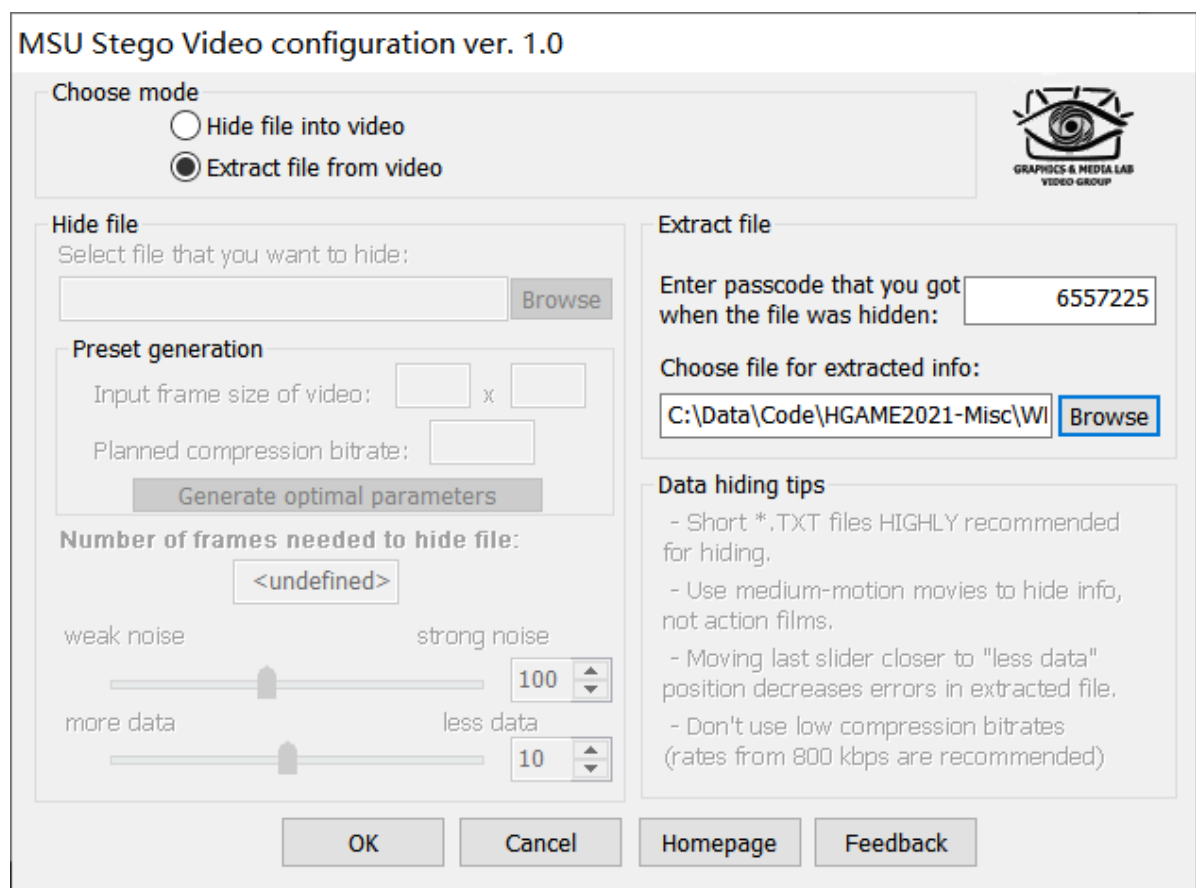 MSU Stego Video configuration ver. 1.0
Choose mode
Hide file into video
Extract file from video
GRAPHICS & MEDIA LAB
VIDEO GROUP
Hide file
Select file that you want to hide:
Browse
Preset generation
Input frame size of video:
x
Planned compression bitrate:
Generate optimal parameters
Number of frames needed to hide file:
<undefined>
weak noise
strong noise
100
more data
less data
10
Extract file
Enter passcode that you got
when the file was hidden:
6557225
Choose file for extracted info:
C:\Data\Code\HGAME2021-Misc\WI
Browse
Data hiding tips
- Short *.TXT files HIGHLY recommended
for hiding.
- Use medium-motion movies to hide info,
not action films.
- Moving last slider closer to "less data"
position decreases errors in extracted file.
- Don't use low compression bitrates
(rates from 800 kbps are recommended)
OK
Cancel
Homepage
Feedback